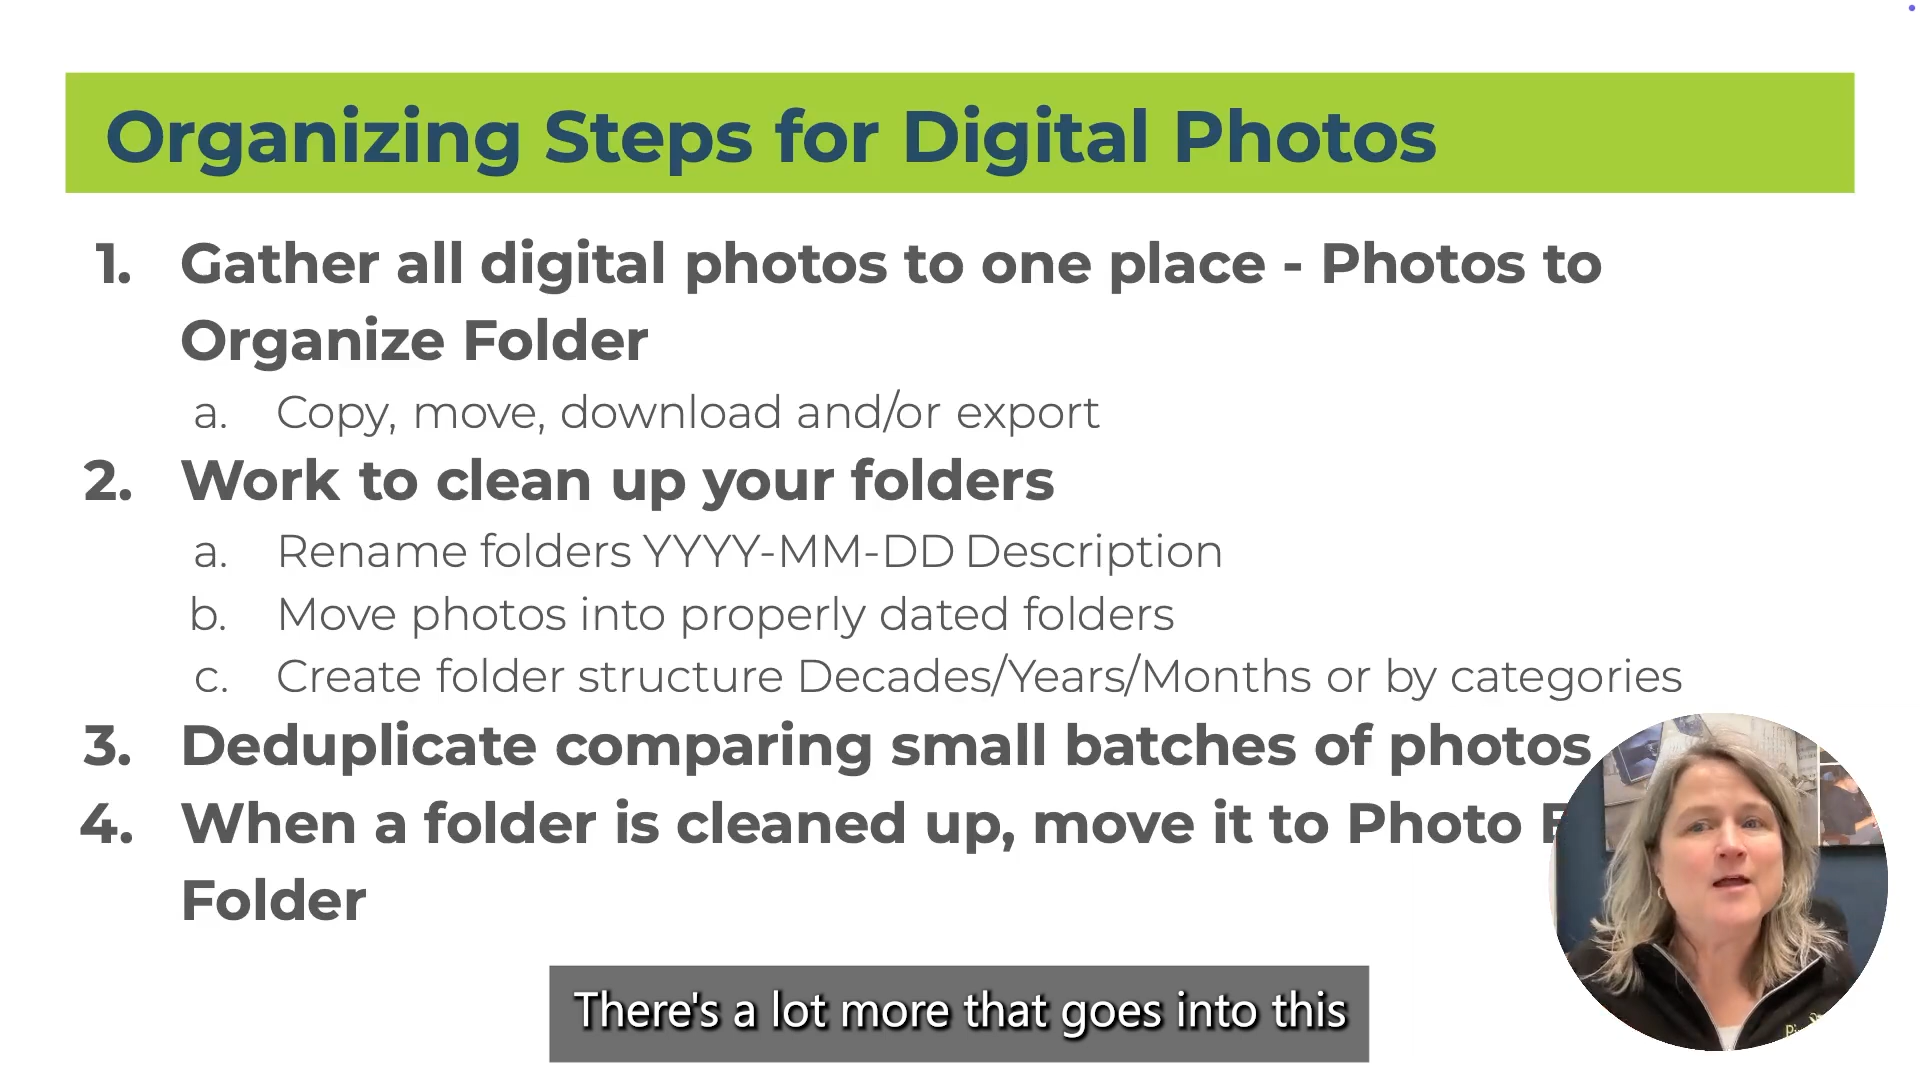 Organizing Steps for Digital Photos
1. Gather all digital photos to one place - Photos to
Organize Folder
a. Copy, move, download and/or export
2. Work to clean up your folders
a. Rename folders YYYY-MM-DD Description
b. Move photos into properly dated folders
c. Create folder structure Decades/Years/Months or by categories
3. Deduplicate comparing small batches of photos
4. When a folder is cleaned up, move it to Photo
Folder
There's a lot more that goes into this